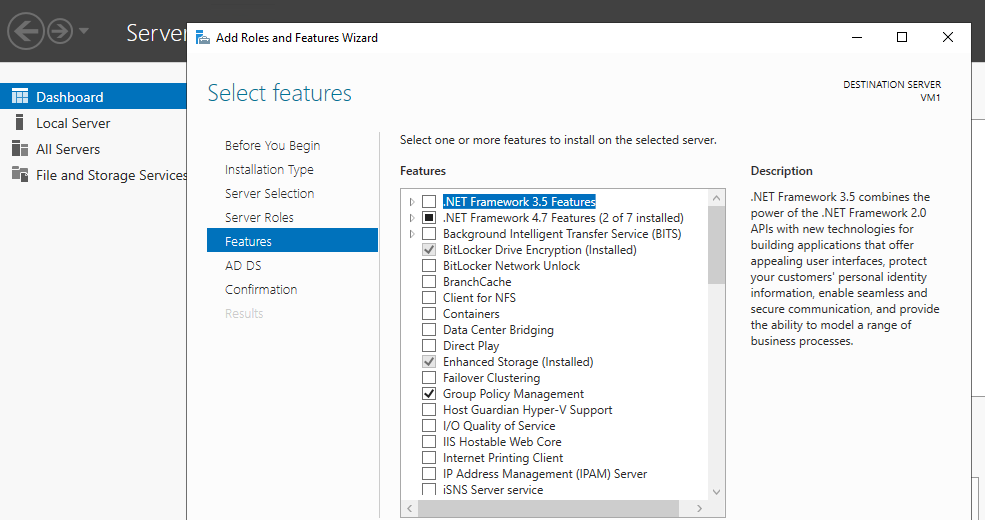 Server
Add Roles and Features Wizard
Dashboard
Local Server
All Servers
File and Storage Services
Select features
DESTINATION SERVER
VM1
Before You Begin
Installation Type
Server Selection
Server Roles
Features
AD DS
Confirmation
Results
Select one or more features to install on the selected server.
Features
.NET Framework 3.5 Features
.NET Framework 4.7 Features (2 of 7 installed)
Background Intelligent Transfer Service (BITS)
BitLocker Drive Encryption (Installed)
BitLocker Network Unlock
BranchCache
Client for NFS
Containers
Data Center Bridging
Direct Play
Enhanced Storage (Installed)
Failover Clustering
Group Policy Management
Host Guardian Hyper-V Support
I/O Quality of Service
IIS Hostable Web Core
Internet Printing Client
IP Address Management (IPAM) Server
iSNS Server service
Description
.NET Framework 3.5 combines the
power of the .NET Framework 2.0
APIs with new technologies for
building applications that offer
appealing user interfaces, protect
your customers' personal identity
information, enable seamless and
secure communication, and provide
the ability to model a range of
business processes.